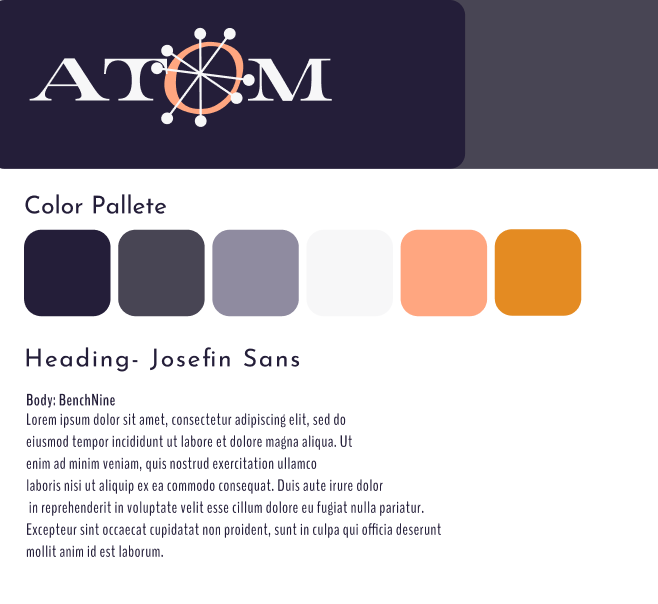 ATOM
Color Pallete
Heading- Josefin Sans
Body: BenchNine
Lorem ipsum dolor sit amet, consectetur adipiscing elit, sed do
eiusmod tempor incididunt ut labore et dolore magna aliqua. Ut
enim ad minim veniam, quis nostrud exercitation ullamco
laboris nisi ut aliquip ex ea commodo consequat. Duis aute irure dolor
in reprehenderit in voluptate velit esse cillum dolore eu fugiat nulla pariatur.
Excepteur sint occaecat cupidatat non proident, sunt in culpa qui officia deserunt
mollit anim id est laborum.